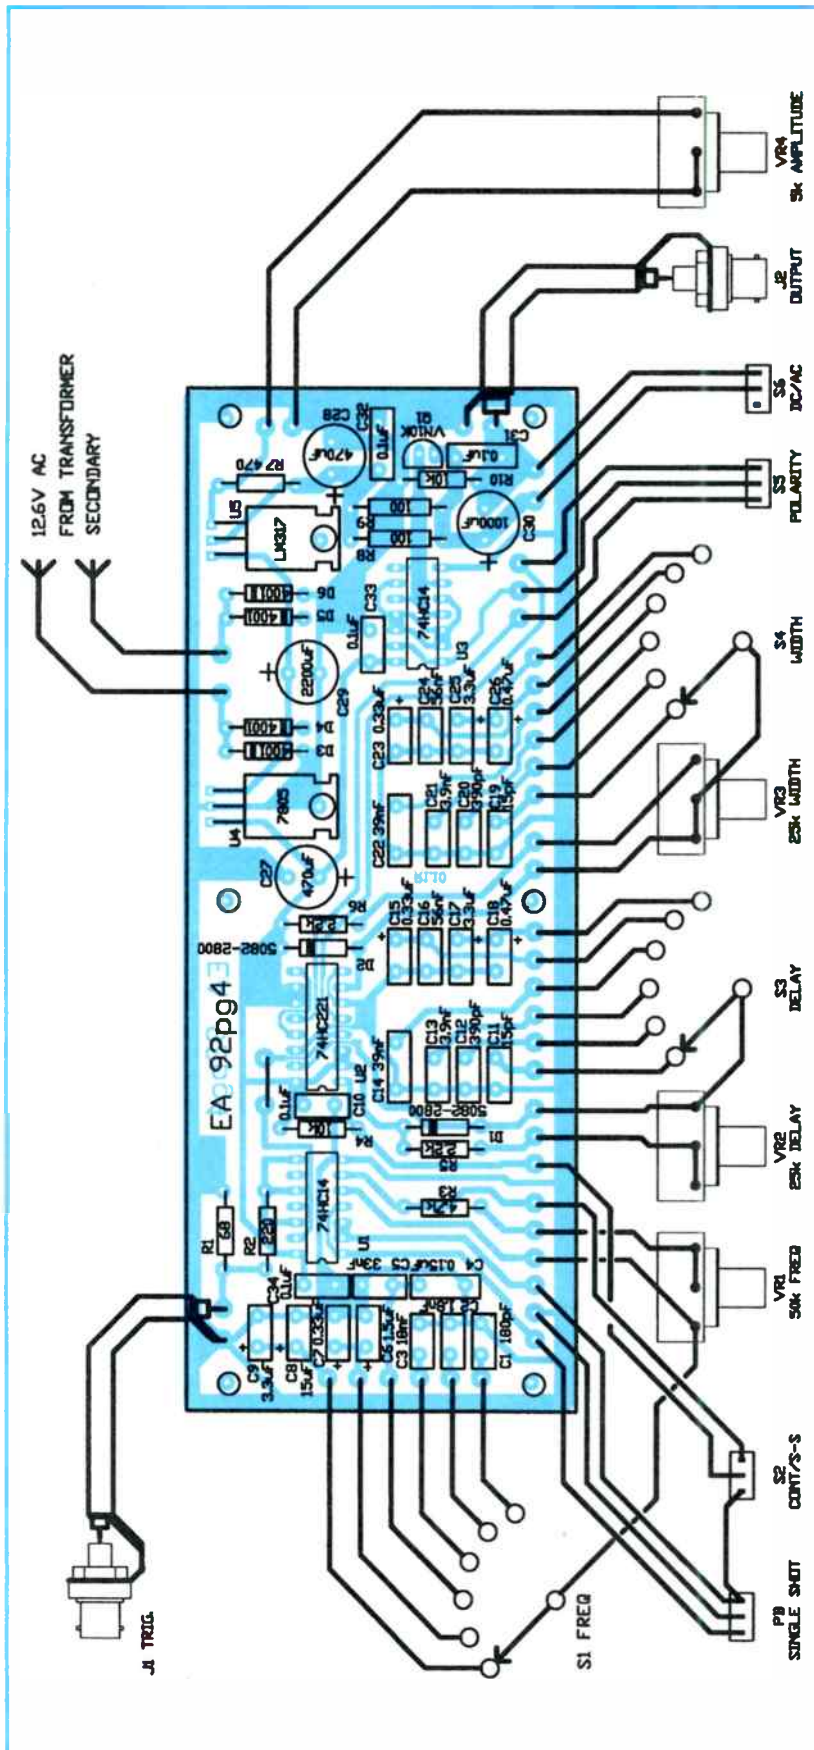 12.6V AC
FROM TRANSFORMER
SECONDARY
J1 TRIG.
EA 92pg4
R1
68
R2
220
U1
74HC14
C34
0.1uF
C5
33nF
C4
0.15uF
C9
3.3uF
C8
15uF
C7 0.33uF
C6 1.5uF
C3 18nF
C1 180pF
R4
10k
C10
0.1uF
U2
74HC221
D2
5082-2800
R6
2.2k
D1
5082-2800
4.7k
C14 39nF
C13
3.9nF
C12
390pF
C11
15pF
C15
0.33uF
C16
56nF
C17
3.3uF
C18
0.47uF
C27
470uF
U4
7805
D3
4001
D4
4001
C29
2200uF
D5
4001
D6
4001
U5
LM317
R7 470
C28
470uF
C32
0.1uF
Q1
VN10K
C31
0.1uF
R10
10k
R9
100
R8
100
C30
1000uF
C33
0.1uF
U3
74HC14
C22 39nF
C21
3.9nF
C20
390pF
C19
15pF
C23 0.33uF
C24
56nF
C25
3.3uF
C26
0.47uF
S1 FREQ
PB
SINGLE SHOT
S2
CONT/S-S
VR1
50k FREQ
VR2
25k DELAY
S3
DELAY
VR3
25k WIDTH
S4
WIDTH
S5
POLARITY
S6
DC/AC
J2
OUTPUT
VR4
5k AMPLITUDE